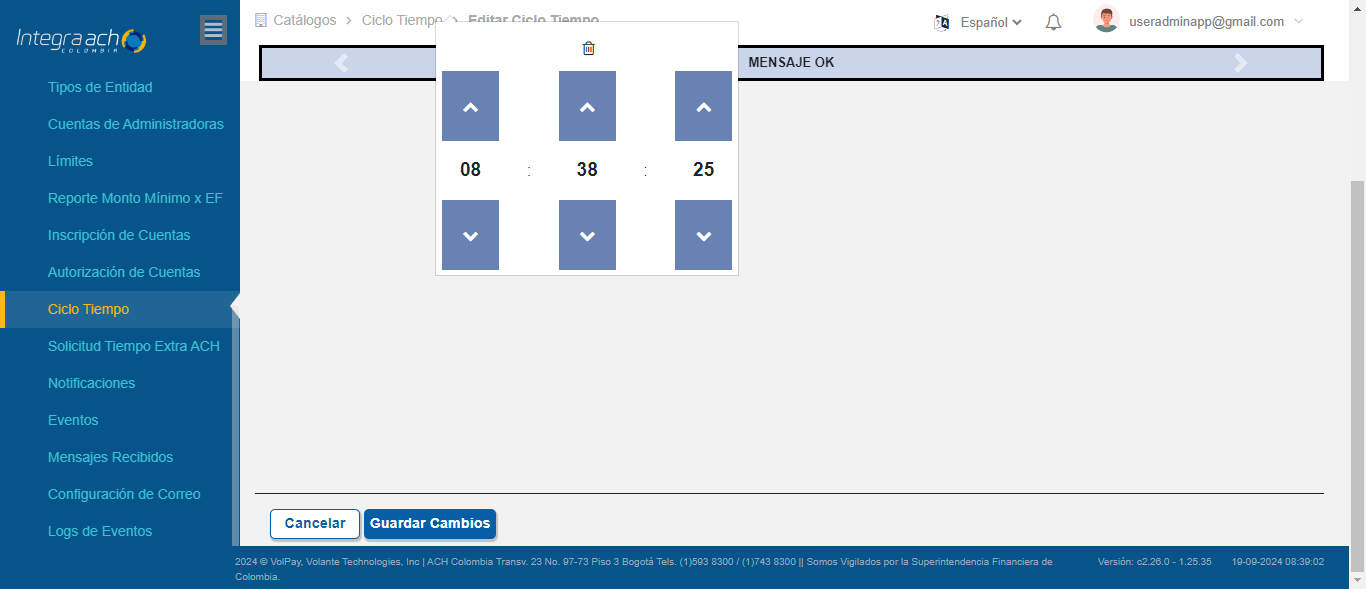 Integra ach
COLOMBIA
Catálogos > Ciclo Tiempo > Editar Ciclo Tiempo
Español
useradminapp@gmail.com
MENSAJE OK
Tipos de Entidad
Cuentas de Administradoras
Límites
Reporte Monto Mínimo x EF
Inscripción de Cuentas
Autorización de Cuentas
Ciclo Tiempo
Solicitud Tiempo Extra ACH
Notificaciones
Eventos
Mensajes Recibidos
Configuración de Correo
Logs de Eventos
08 : 38 : 25
Cancelar
Guardar Cambios
2024 © VolPay, Volante Technologies, Inc | ACH Colombia Transv. 23 No. 97-73 Piso 3 Bogotá Tels. (1)593 8300 / (1)743 8300 || Somos Vigilados por la Superintendencia Financiera de
Colombia.
Versión: c2.26.0 - 1.25.35
19-09-2024 08:39:02